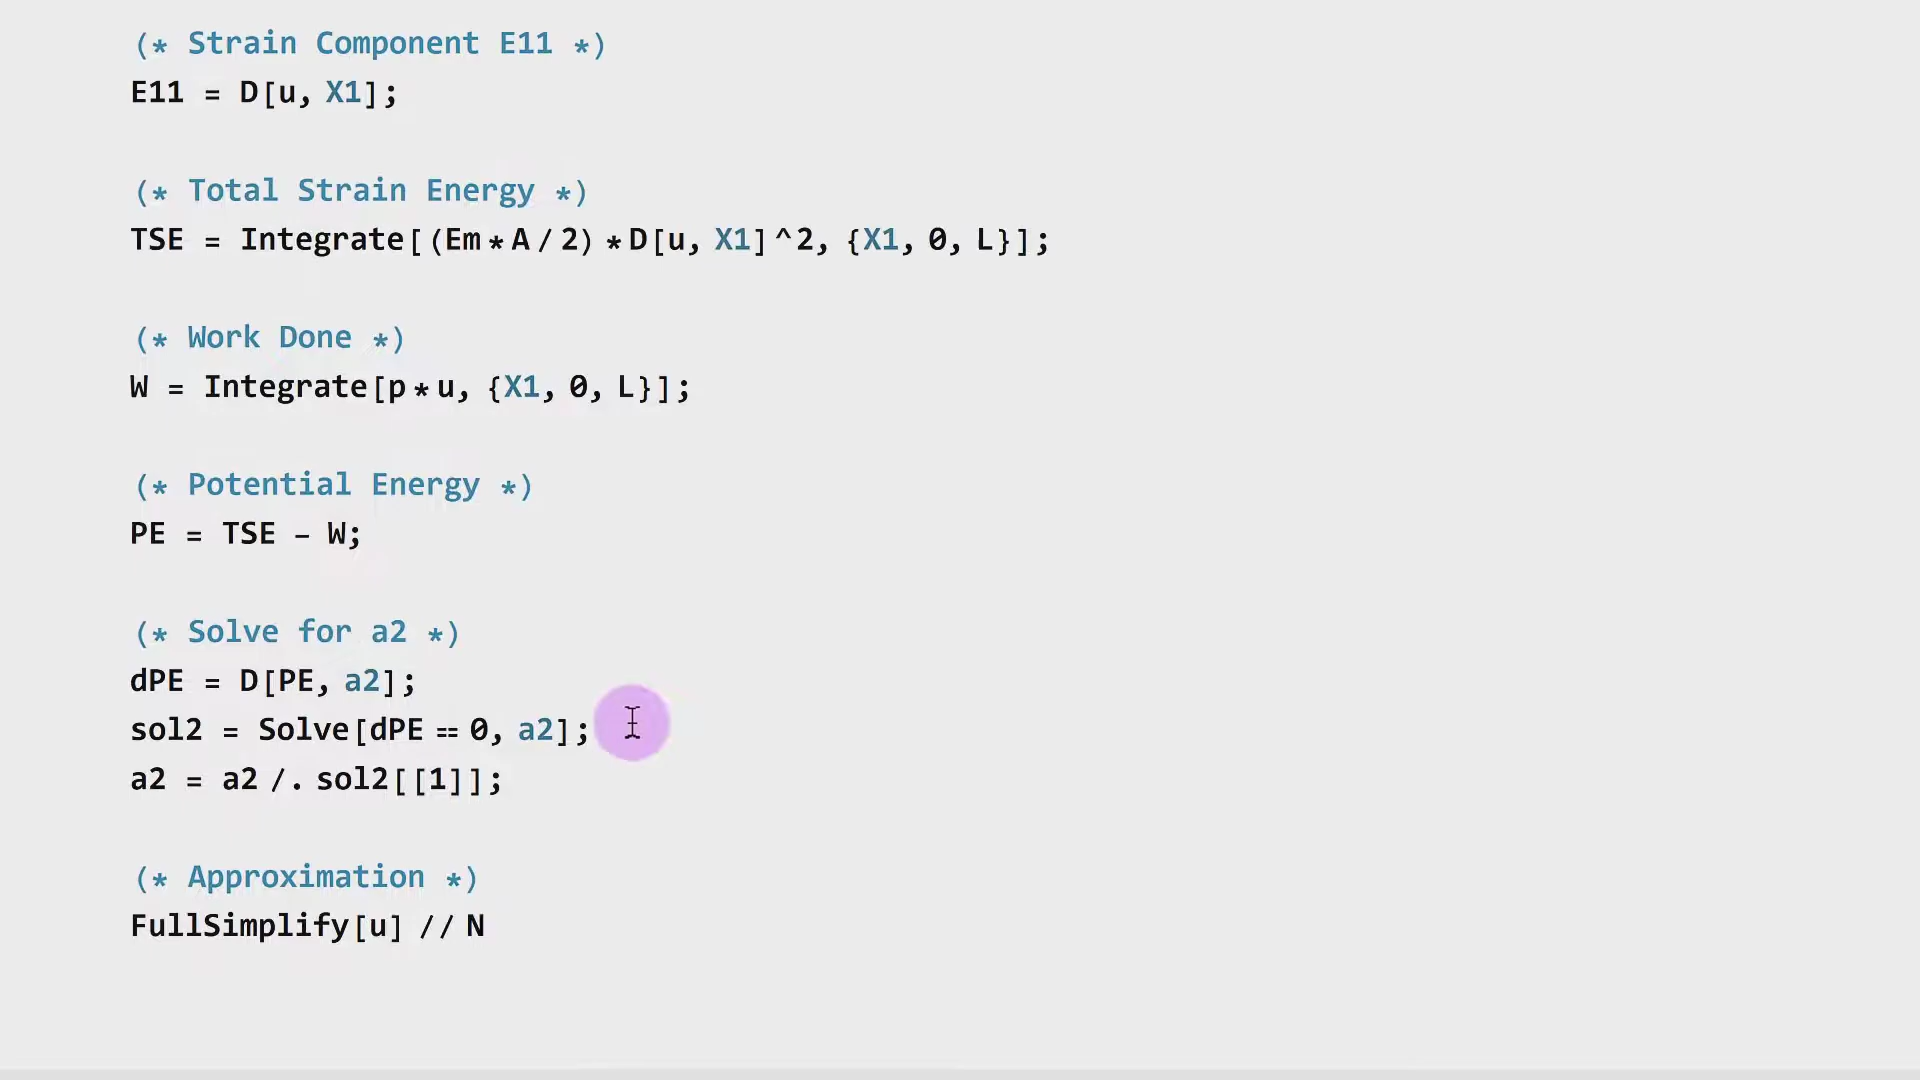 (* Strain Component E11 *)
E11 = D[u, X1];
(* Total Strain Energy *)
TSE = Integrate[(Em*A/2)*D[u, X1]^2, {X1, 0, L}];
(* Work Done *)
W = Integrate[p*u, {X1, 0, L}];
(* Potential Energy *)
PE = TSE – W;
(* Solve for a2 *)
dPE = D[PE, a2];
sol2 = Solve[dPE == 0, a2];
a2 = a2 /. sol2[[1]];
(* Approximation *)
FullSimplify[u] // N